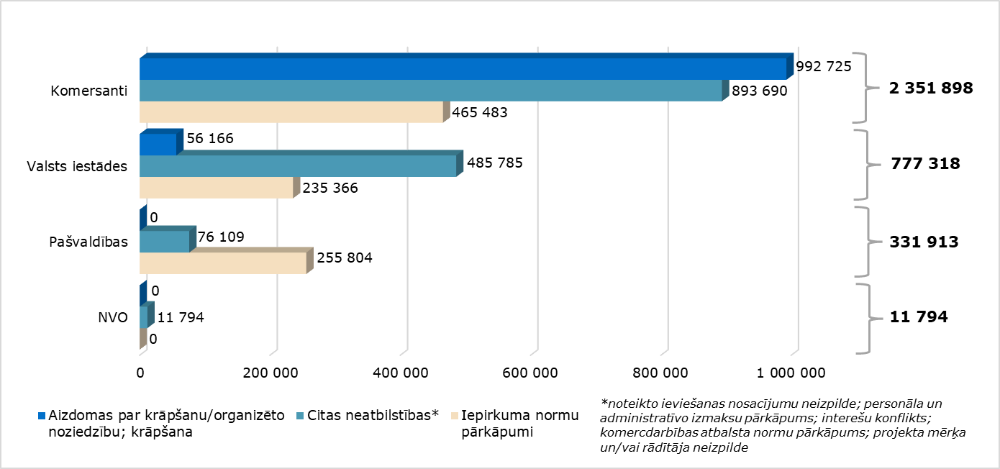 Komersanti
992 725
893 690
465 483
2 351 898
Valsts iestādes
56 166
485 785
235 366
777 318
Pašvaldības
0
76 109
255 804
331 913
NVO
0
11 794
0
11 794
0
200 000
400 000
600 000
800 000
1 000 000
Aizdomas par krāpšanu/organizēto
noziedzību; krāpšana
Citas neatbilstības*
Iepirkuma normu
pārkāpumi
*noteikto ieviešanas nosacījumu neizpilde; personāla un
administratīvo izmaksu pārkāpums; interešu konflikts;
komercdarbības atbalsta normu pārkāpums; projekta mērķa
un/vai rādītāja neizpilde